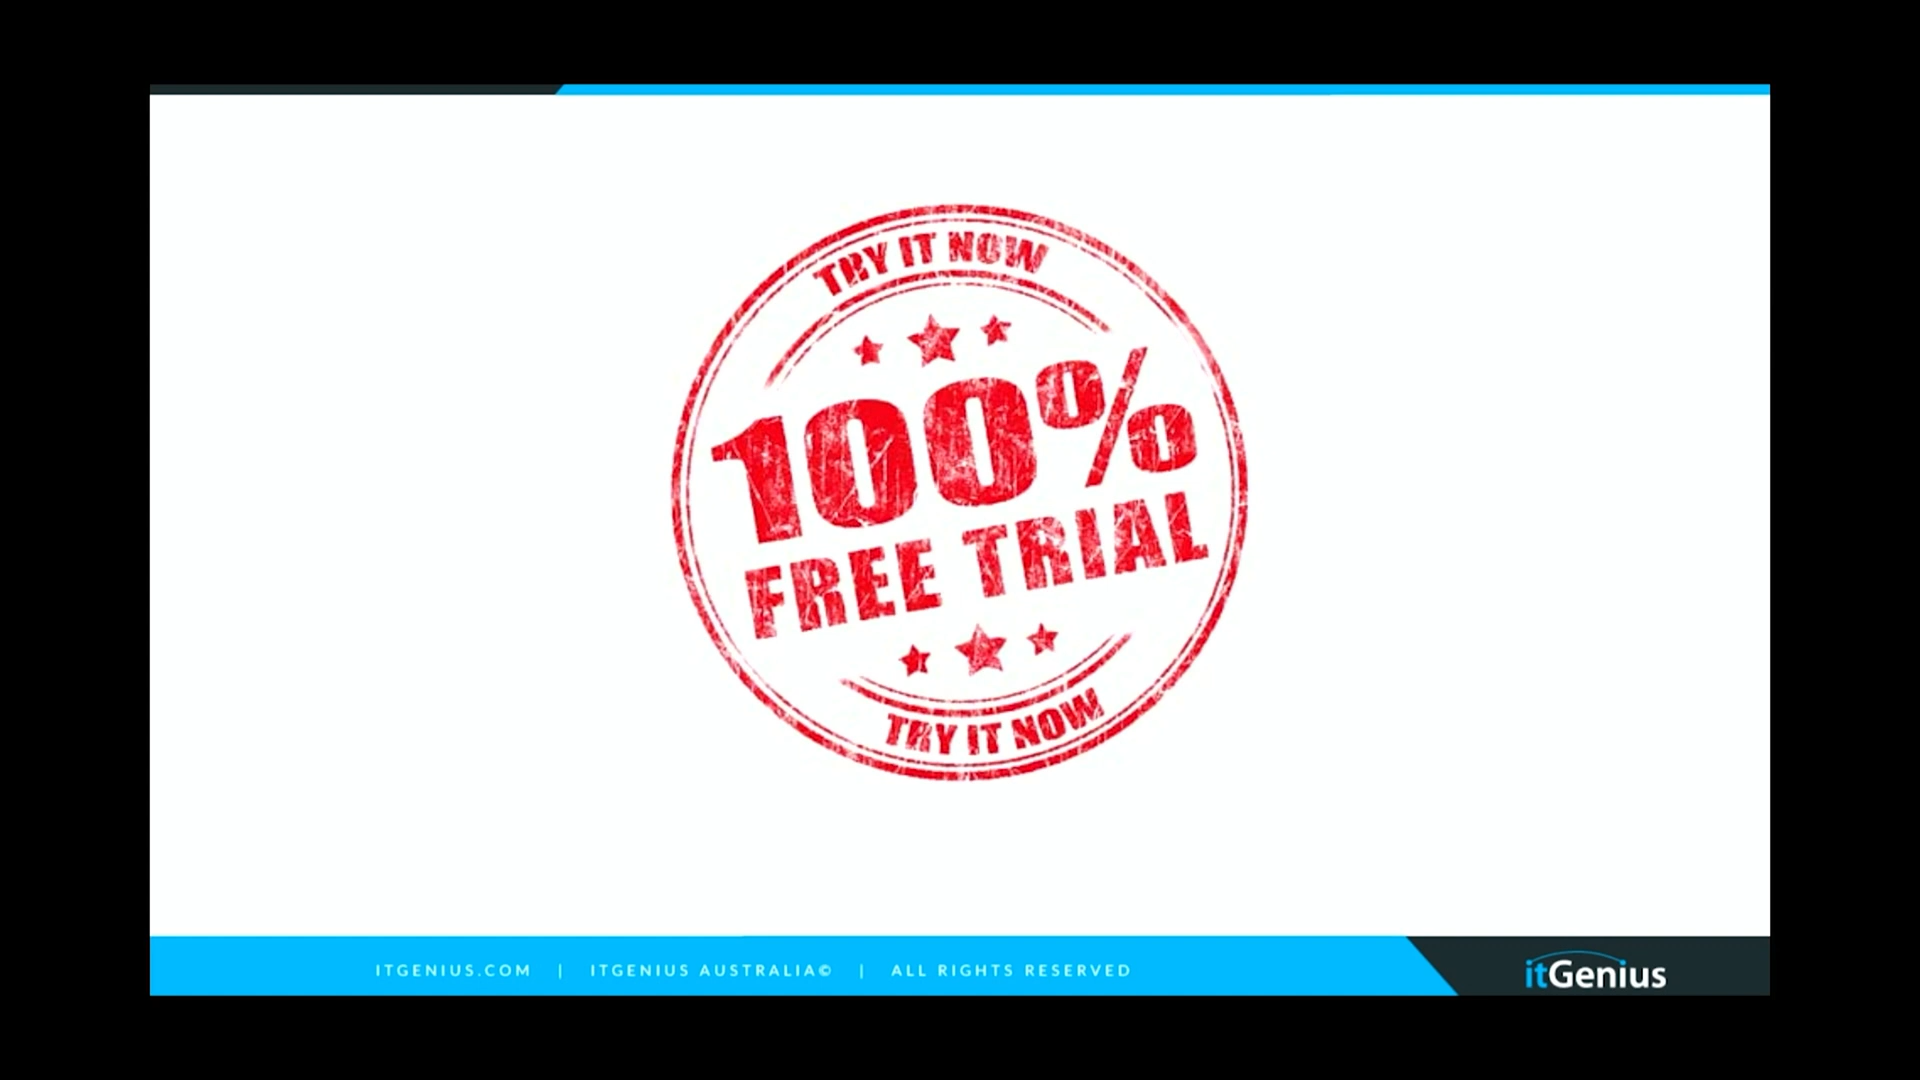 TRY IT NOW
100%
FREE TRIAL
TRY IT NOW
ITGENIUS.COM | ITGENIUS AUSTRALIA© | ALL RIGHTS RESERVED
itGenius